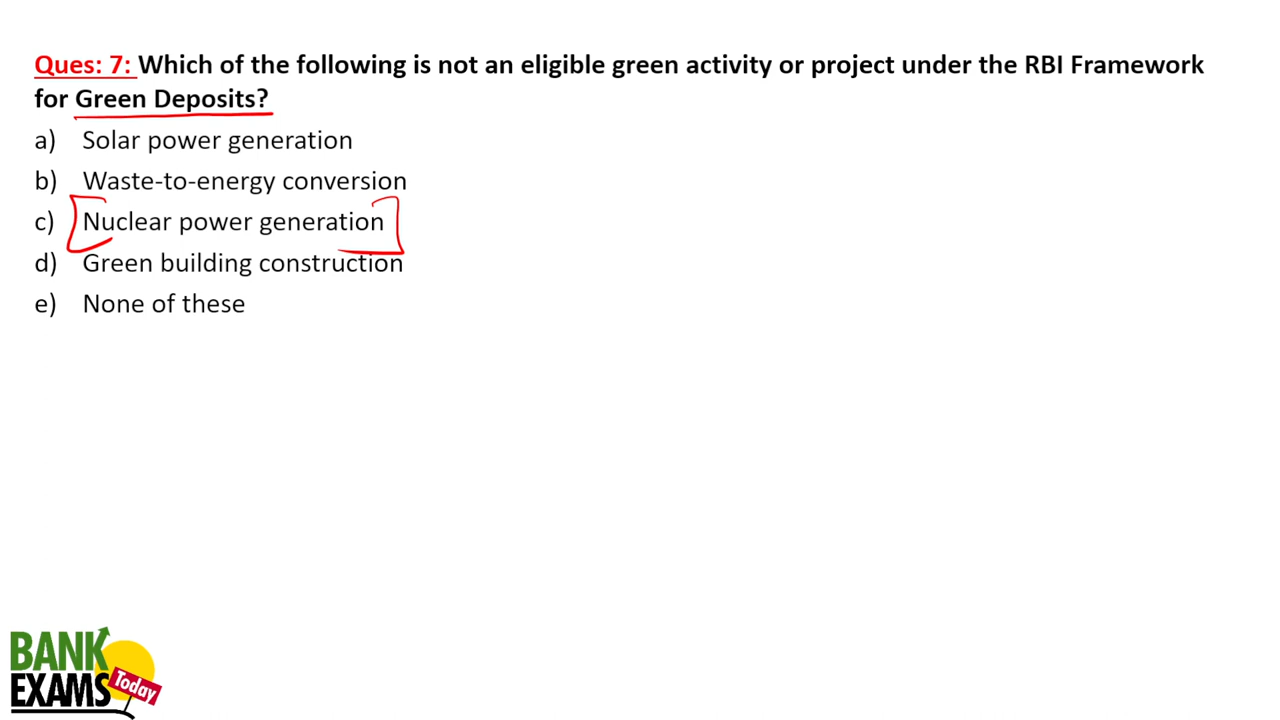 Ques: 7: Which of the following is not an eligible green activity or project under the RBI Framework
for Green Deposits?
a) Solar power generation
b) Waste-to-energy conversion
c) Nuclear power generation
d) Green building construction
e) None of these
BANK
EXAMS
Today